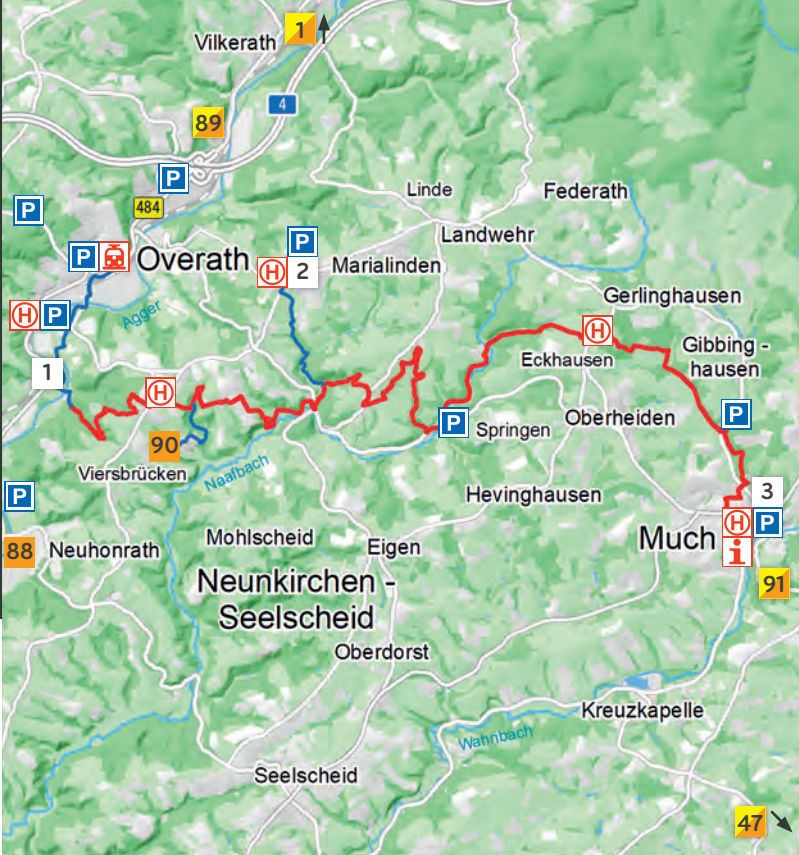 Vilkerath
1
4
89
P
P
484
Linde
Federath
P
Landwehr
P
Overath
H
2
Marialinden
Gerlinghausen
Agger
H
P
H
Eckhausen
Gibbing -
hausen
1
H
P
Oberheiden
P
Springen
90
Viersbrücken
Naafbach
3
P
Hevinghausen
H
P
Much
i
Mohlscheid
Eigen
88
Neuhonrath
91
Neunkirchen -
Seelscheid
Oberdorst
Kreuzkapelle
Wahnbach
Seelscheid
47